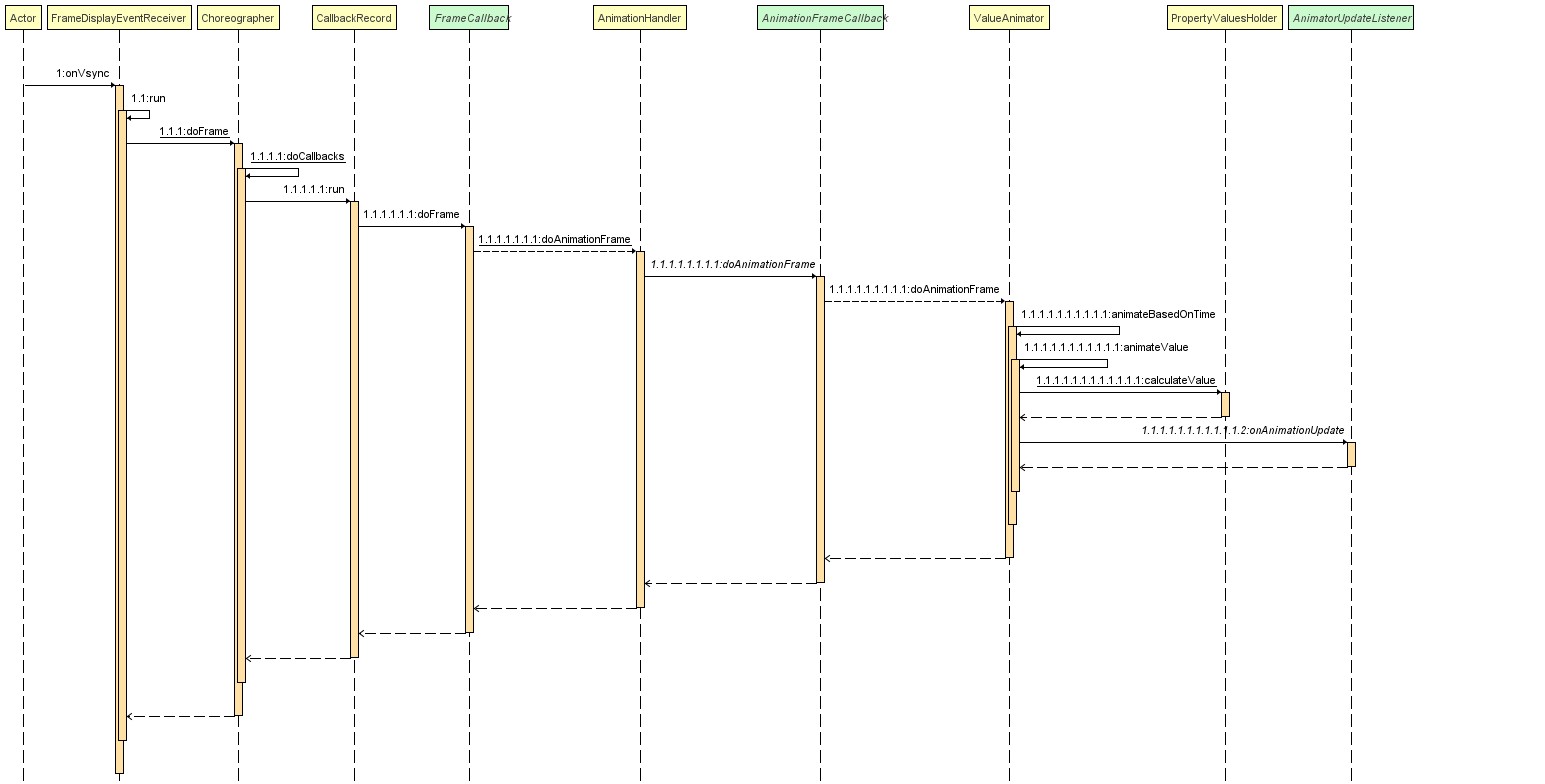 Actor
FrameDisplayEventReceiver
Choreographer
CallbackRecord
FrameCallback
AnimationHandler
AnimationFrameCallback
ValueAnimator
PropertyValuesHolder
AnimatorUpdateListener
1:onVsync
1.1:run
1.1.1:doFrame
1.1.1.1:doCallbacks
1.1.1.1.1:run
1.1.1.1.1.1:doFrame
1.1.1.1.1.1.1:doAnimationFrame
1.1.1.1.1.1.1.1:doAnimationFrame
1.1.1.1.1.1.1.1.1:doAnimationFrame
1.1.1.1.1.1.1.1.1.1:animateBasedOnTime
1.1.1.1.1.1.1.1.1.1.1:animateValue
1.1.1.1.1.1.1.1.1.1.1.1:calculateValue
1.1.1.1.1.1.1.1.1.1.1.2:onAnimationUpdate